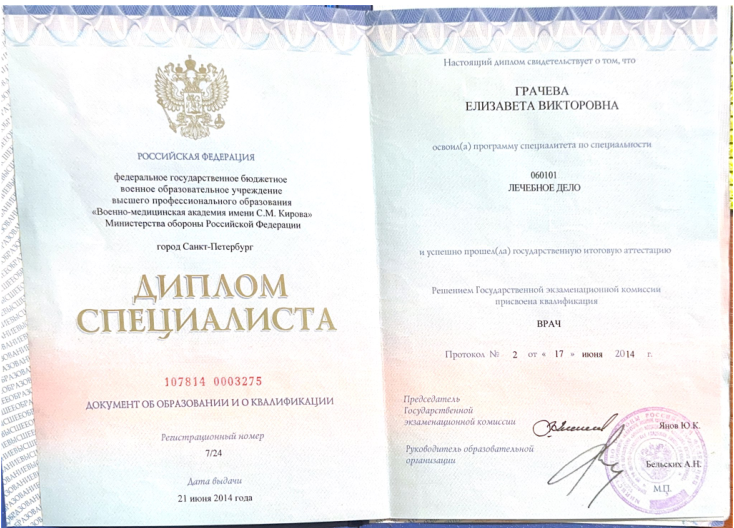 РОССИЙСКАЯ ФЕДЕРАЦИЯ
федеральное государственное бюджетное
военное образовательное учреждение
высшего профессионального образования
«Военно-медицинская академия имени С.М. Кирова»
Министерства обороны Российской Федерации
город Санкт-Петербург
ДИПЛОМ
СПЕЦИАЛИСТА
107814 0003275
ДОКУМЕНТ ОБ ОБРАЗОВАНИИ И О КВАЛИФИКАЦИИ
Регистрационный номер
7/24
Дата выдачи
21 июня 2014 года
Настоящий диплом свидетельствует о том, что
ГРАЧЕВА
ЕЛИЗАВЕТА ВИКТОРОВНА
освоил(а) программу специалитета по специальности
060101
ЛЕЧЕБНОЕ ДЕЛО
и успешно прошел(ла) государственную итоговую аттестацию
Решением Государственной экзаменационной комиссии
присвоена квалификация
ВРАЧ
Протокол № 2 от « 17 » июня 2014 г.
Председатель
Государственной
экзаменационной комиссии
Янов Ю.К.
Руководитель образовательной
организации
Бельских А.Н.
М.П.